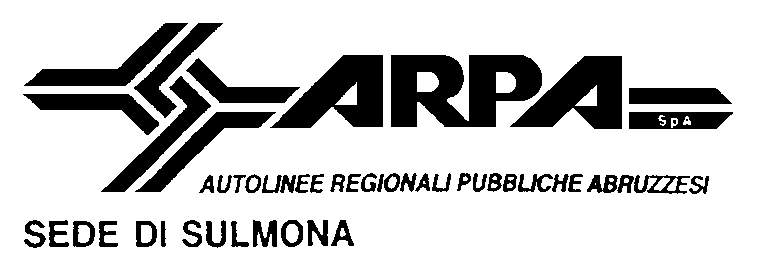 ARPA
SpA
AUTOLINEE REGIONALI PUBBLICHE ABRUZZESI
SEDE DI SULMONA